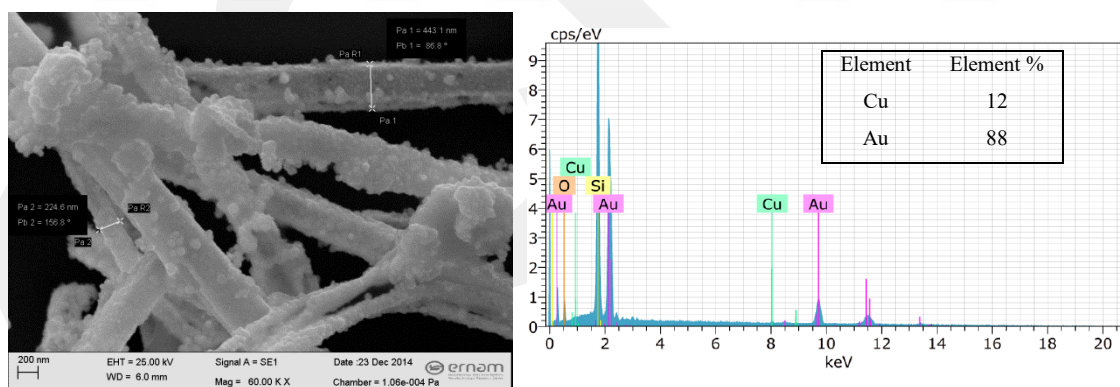 Pa 1 = 443.1 nm
Pb 1 = 86.8 °
Pa R1
Pa 1
Pa 2 = 224.6 nm
Pb 2 = 156.8 °
Pa R2
Pa 2
200 nm
EHT = 25.00 kV
Signal A = SE1
Date :23 Dec 2014
WD = 6.0 mm
Mag = 60.00 K X
Chamber = 1.06e-004 Pa
ernam
cps/eV
9
8
7
6
5
4
3
2
1
0
Element Element %
Cu 12
Au 88
Cu
O Si
Au Au Cu Au
0 2 4 6 8 10 12 14 16 18 20
keV